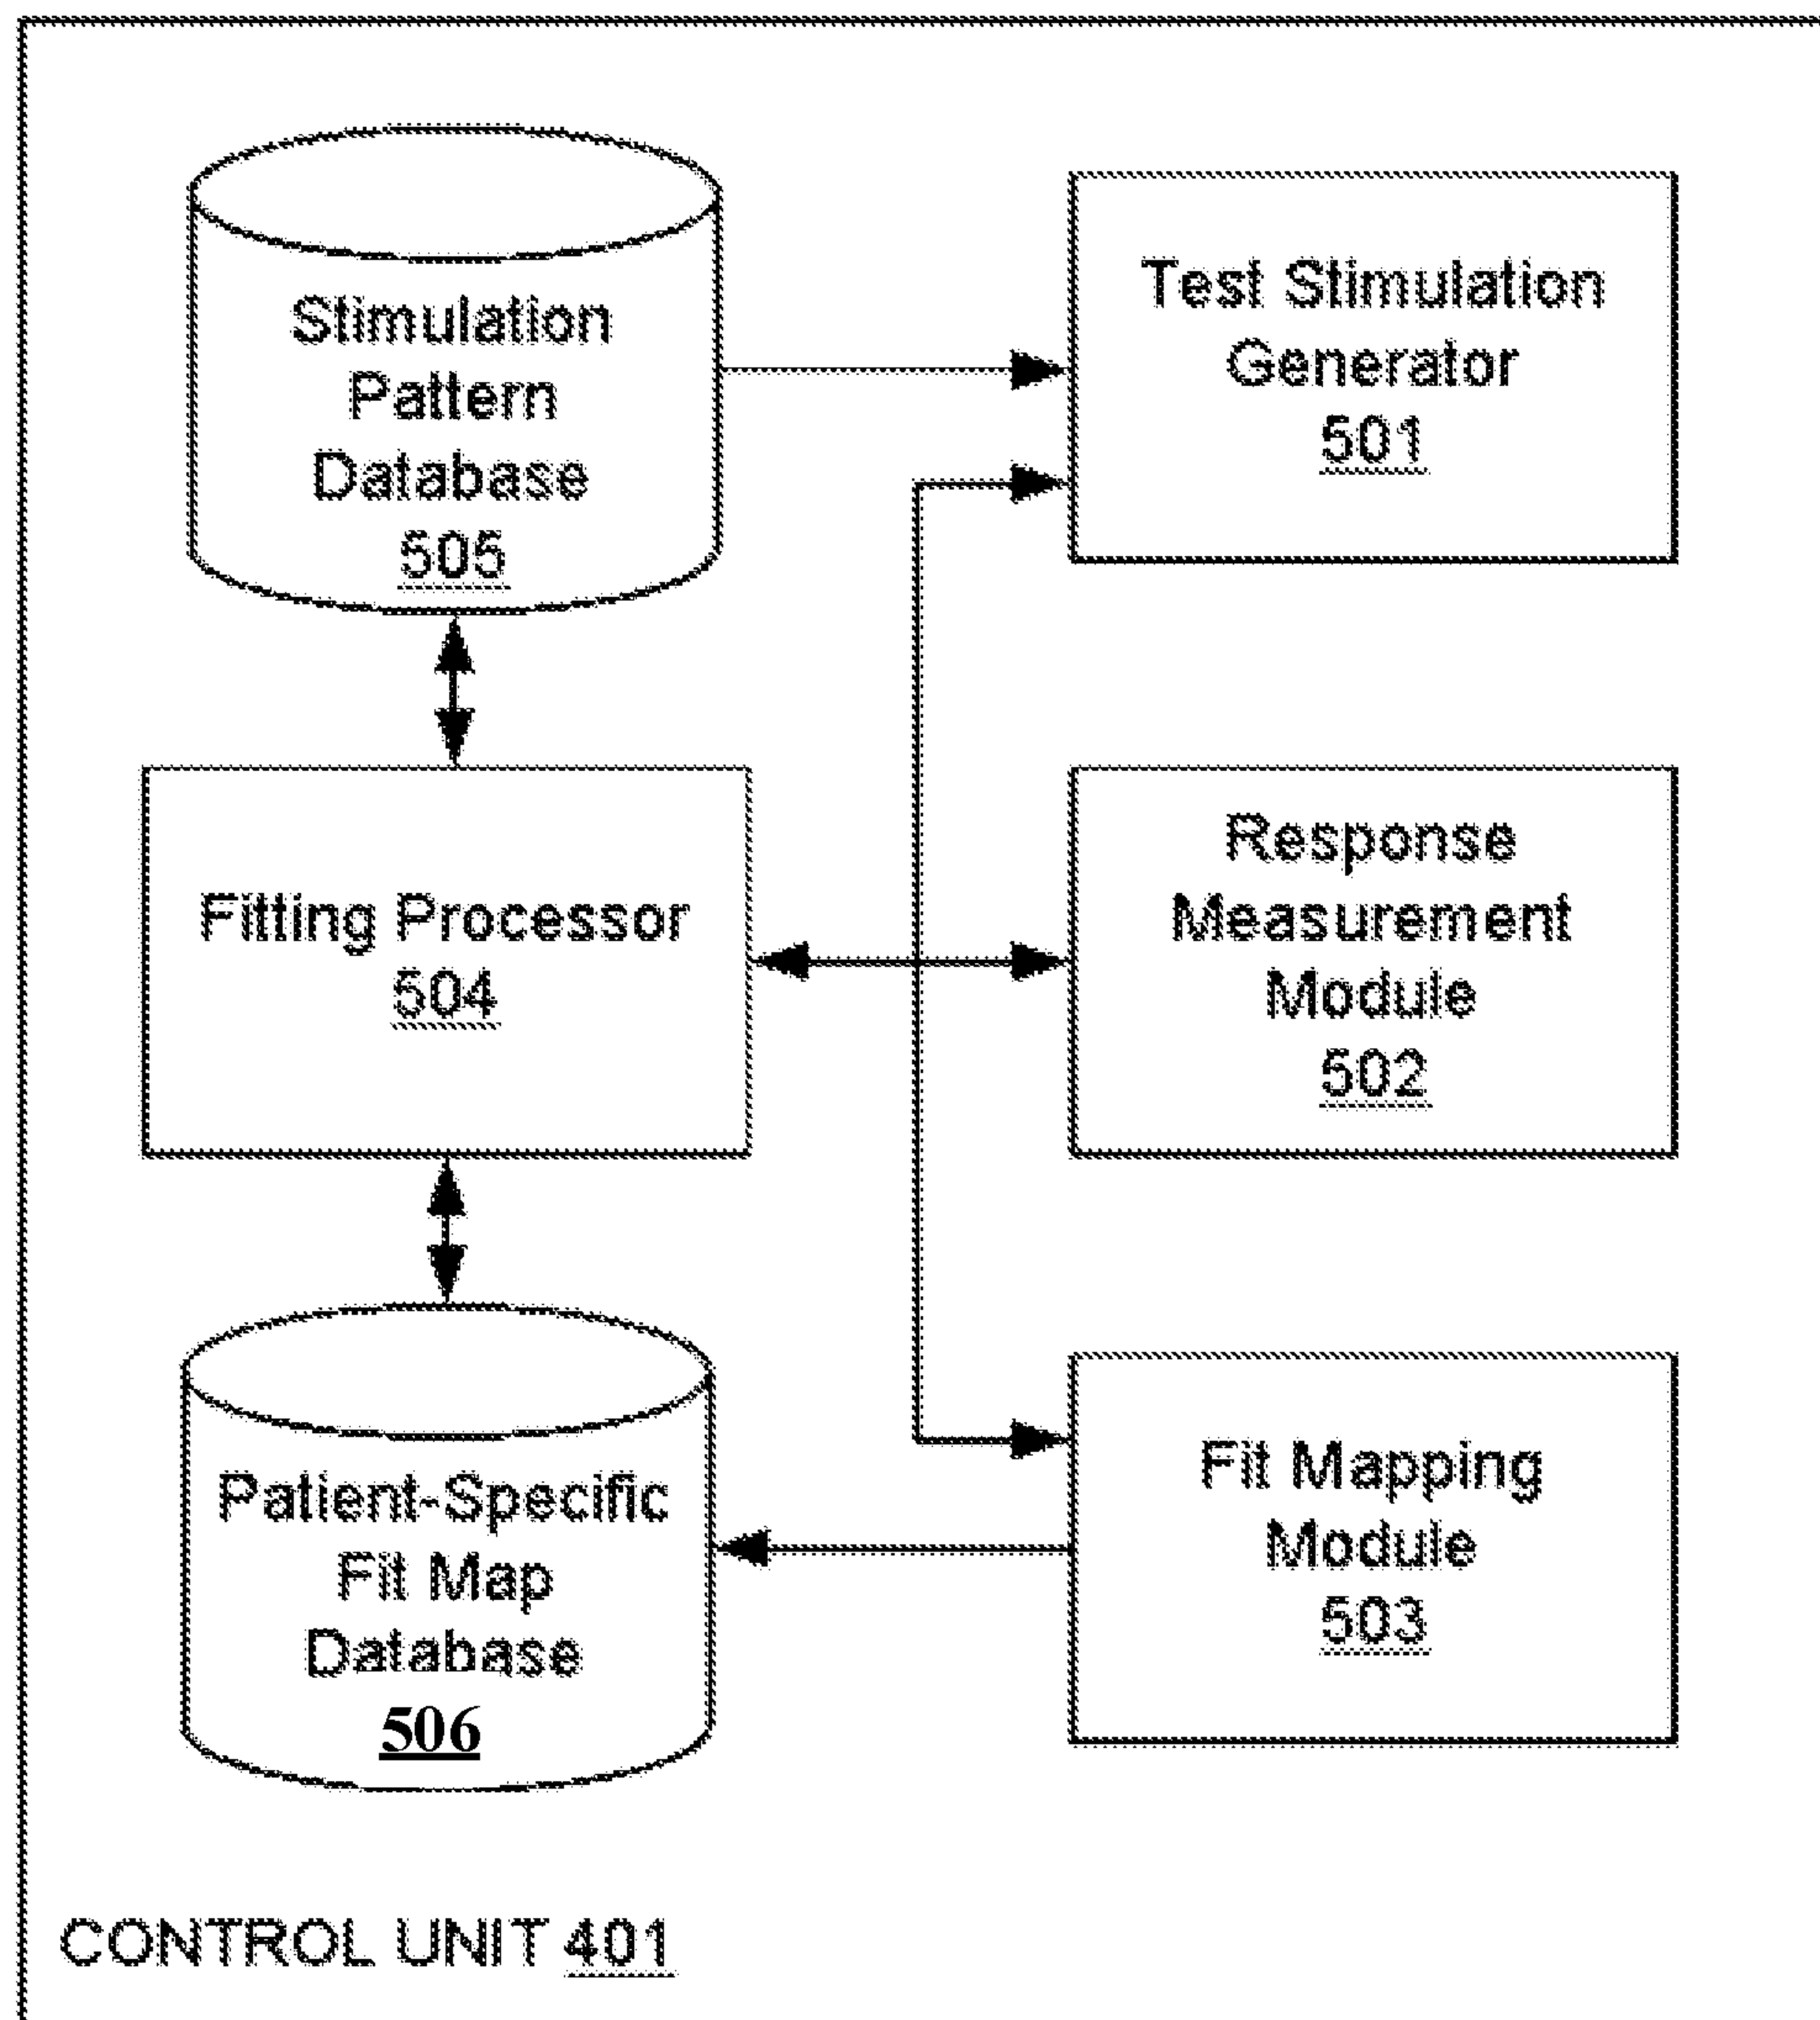 Stimulation
Pattern
Database
505
Test Stimulation
Generator
501
Fitting Processor
504
Response
Measurement
Module
502
Patient-Specific
Fit Map
Database
506
Fit Mapping
Module
503
CONTROL UNIT 401